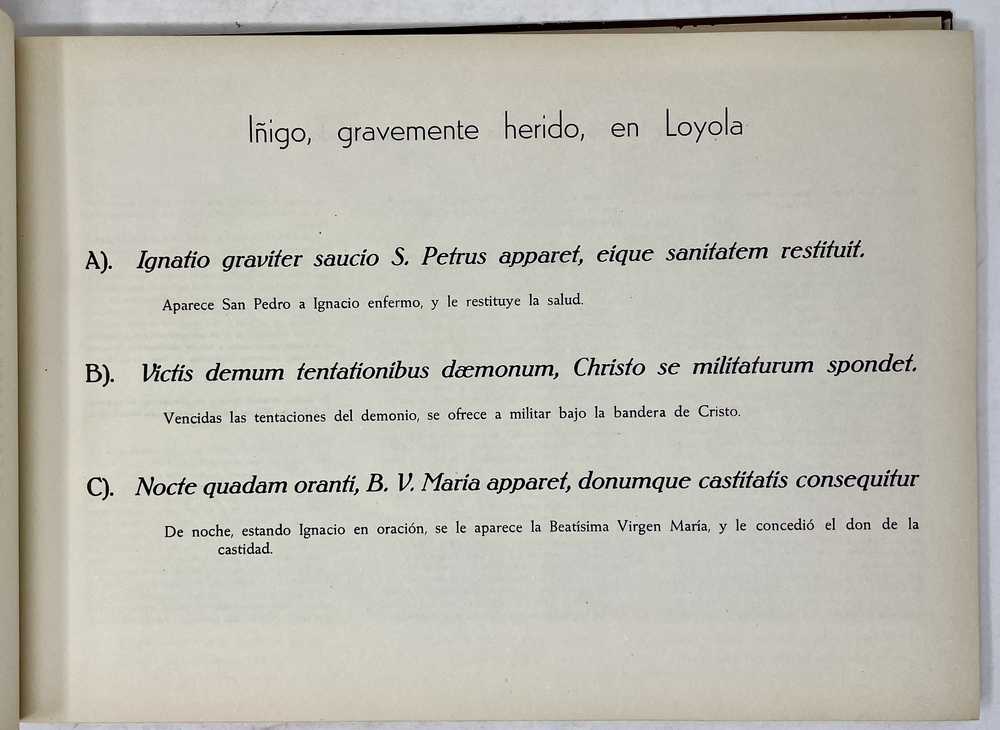 Iñigo, gravemente herido, en Loyola
A). Ignatio graviter saucio S. Petrus apparet, eique sanitatem restituit.
Aparece San Pedro a Ignacio enfermo, y le restituye la salud.
B). Victis demum tentationibus dæmonum, Christo se militaturum spondet.
Vencidas las tentaciones del demonio, se ofrece a militar bajo la bandera de Cristo.
C). Nocte quadam oranti, B. V. Maria apparet, donumque castitatis consequitur
De noche, estando Ignacio en oración, se le aparece la Beatísima Virgen María, y le concedió el don de la
castidad.